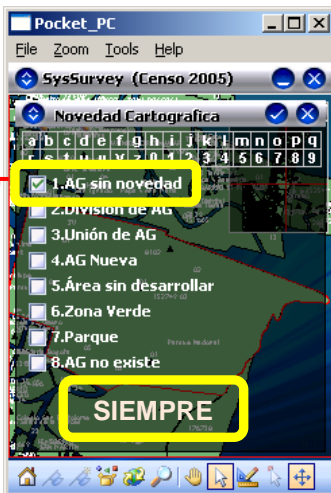 Pocket_PC
File Zoom Tools Help
SysSurvey (Censo 2005)
Novedad Cartografica
a b c d e f g h i j k l m n o p q
r s t u v y z 0 1 2 3 4 5 6 7 8 9
1.AG sin novedad
2.División de AG
3.Unión de AG
4.AG Nueva
5.Área sin desarrollar
6.Zona Verde
7.Parque
8.AG no existe
SIEMPRE